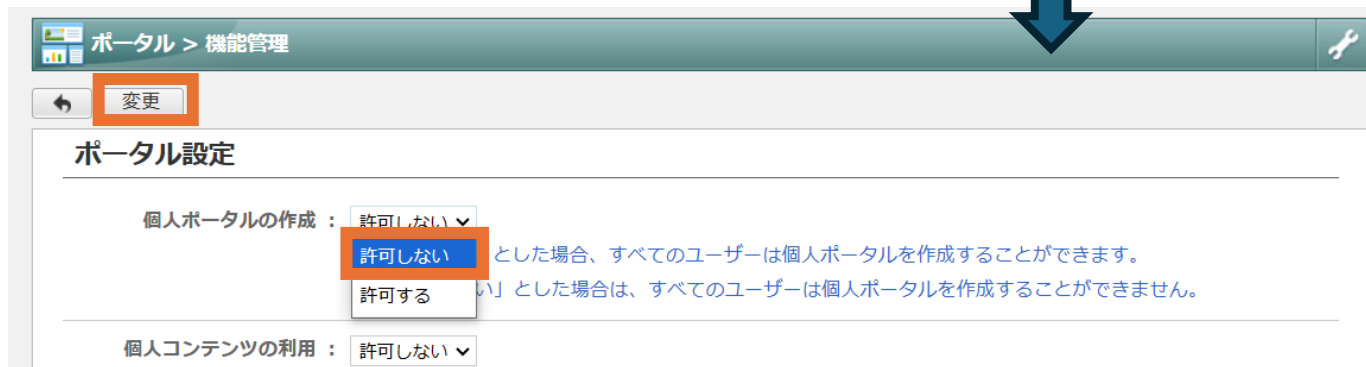 ポータル > 機能管理
変更
ポータル設定
個人ポータルの作成 : 許可しない
許可しない とした場合、すべてのユーザーは個人ポータルを作成することができます。
許可する い」とした場合は、すべてのユーザーは個人ポータルを作成することができません。
個人コンテンツの利用 : 許可しない